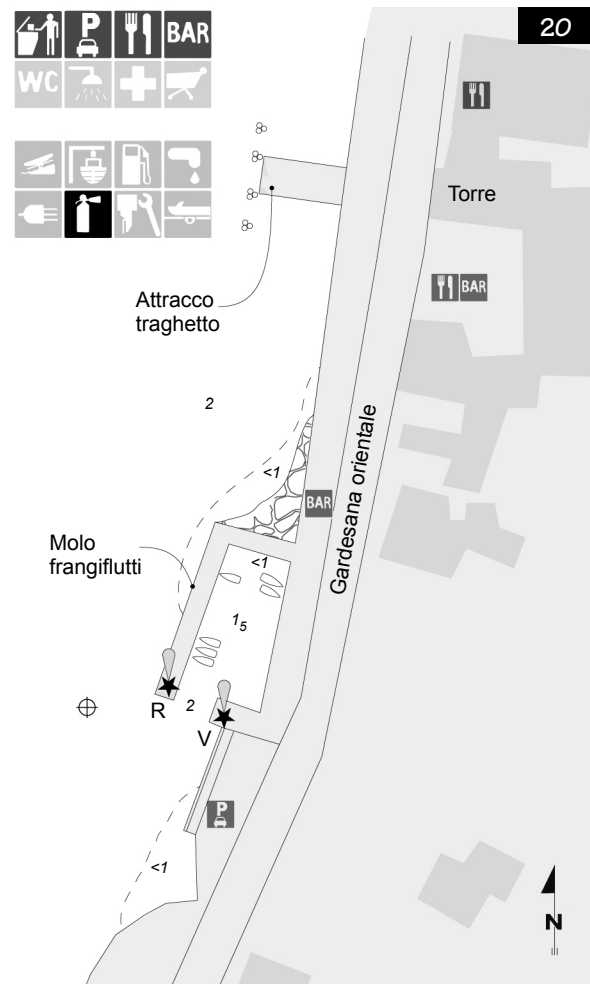 20
P
BAR
WC
Torre
BAR
Attracco
traghetto
2
Gardesana orientale
<1
BAR
Molo
frangiflutti
<1
1₅
R
2
V
P
<1
N